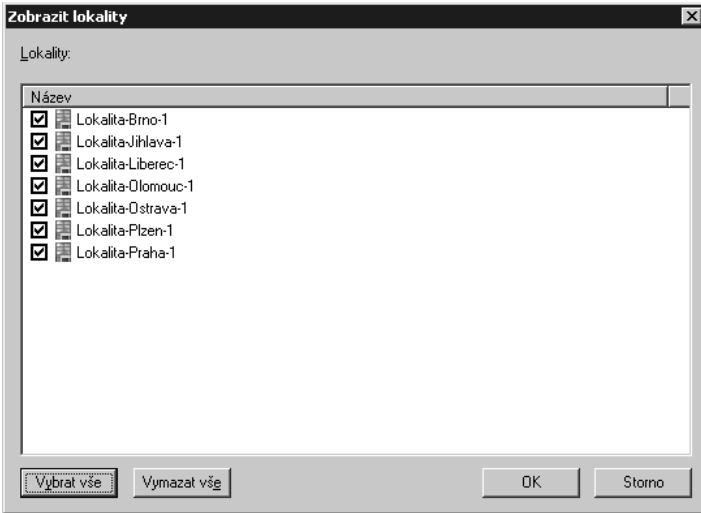 Zobrazit lokality
Lokality:
Název
Lokalita-Brno-1
Lokalita-Jihlava-1
Lokalita-Liberec-1
Lokalita-Olomouc-1
Lokalita-Ostrava-1
Lokalita-Plzen-1
Lokalita-Praha-1
Vybrat vše Vymazat vše OK Storno